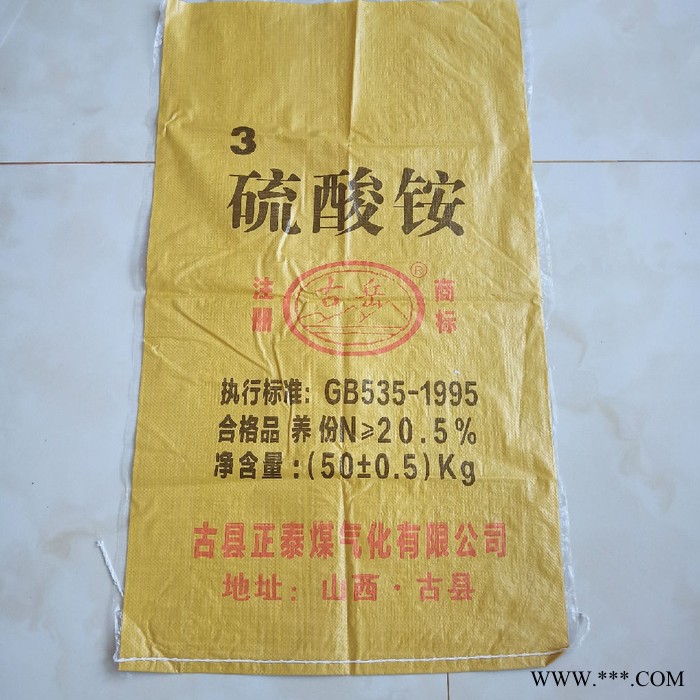 3
硫酸铵
注册 古岳 ® 商标
执行标准: GB535-1995
合格品 养 份N≥20.5%
净含量:(50±0.5)Kg
古县正泰煤气化有限公司
地址: 山西·古县
WWW.***.COM